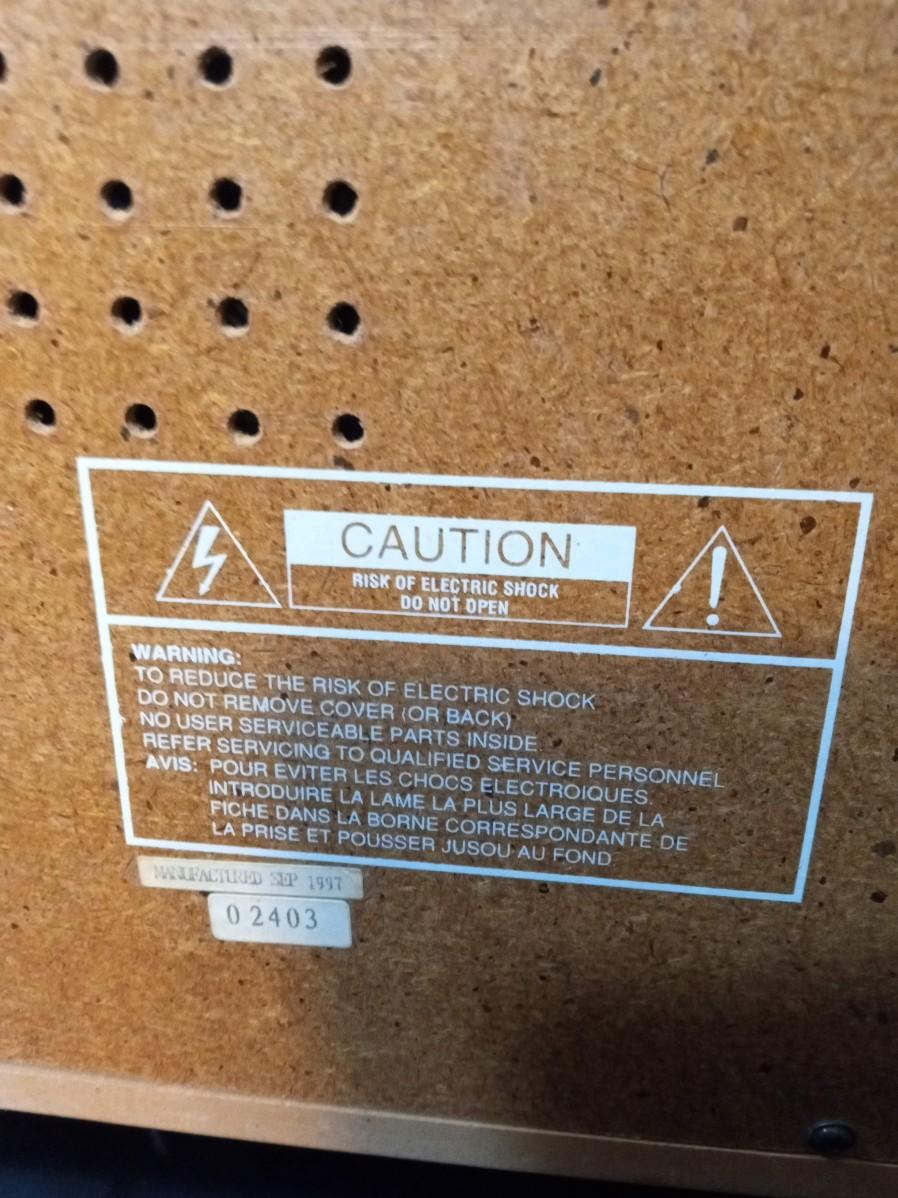 CAUTION
RISK OF ELECTRIC SHOCK
DO NOT OPEN
WARNING:
TO REDUCE THE RISK OF ELECTRIC SHOCK
DO NOT REMOVE COVER (OR BACK)
NO USER SERVICEABLE PARTS INSIDE.
REFER SERVICING TO QUALIFIED SERVICE PERSONNEL
AVIS: POUR EVITER LES CHOCS ELECTROIQUES.
INTRODUIRE LA LAME LA PLUS LARGE DE LA
FICHE DANS LA BORNE CORRESPONDANTE DE
LA PRISE ET POUSSER JUSOU AU FOND.
MANUFACTURED SEP 1997
02403